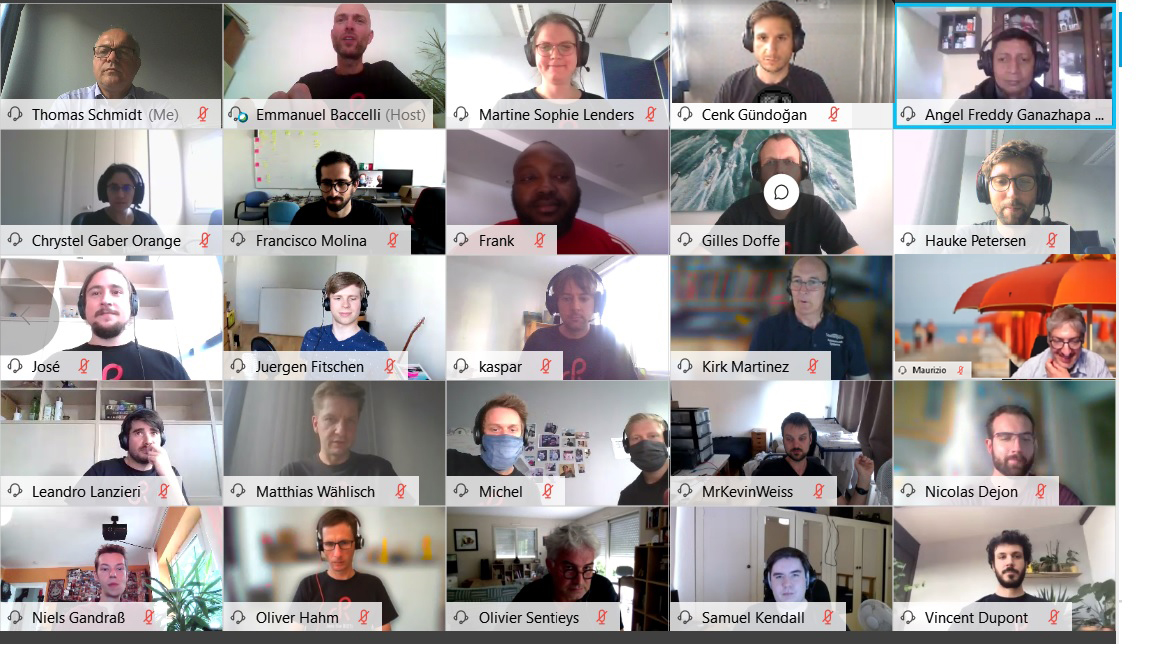 Thomas Schmidt (Me)
Emmanuel Baccelli (Host)
Martine Sophie Lenders
Cenk Gündoğan
Angel Freddy Ganazhapa ...
Chrystel Gaber Orange
Francisco Molina
Frank
Gilles Doffe
Hauke Petersen
José
Juergen Fitschen
kaspar
Kirk Martinez
Maurizio
Leandro Lanzieri
Matthias Wählisch
Michel
MrKevinWeiss
Nicolas Dejon
Niels Gandraß
Oliver Hahm
Olivier Sentieys
Samuel Kendall
Vincent Dupont